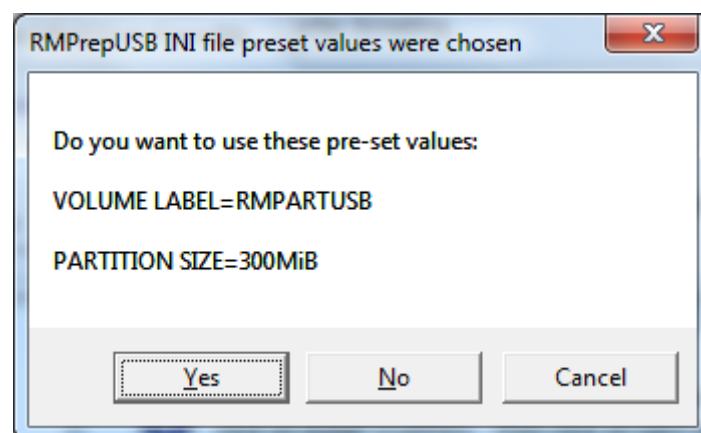 RMPrepUSB INI file preset values were chosen
Do you want to use these pre-set values:
VOLUME LABEL=RMPARTUSB
PARTITION SIZE=300MiB
Yes
No
Cancel